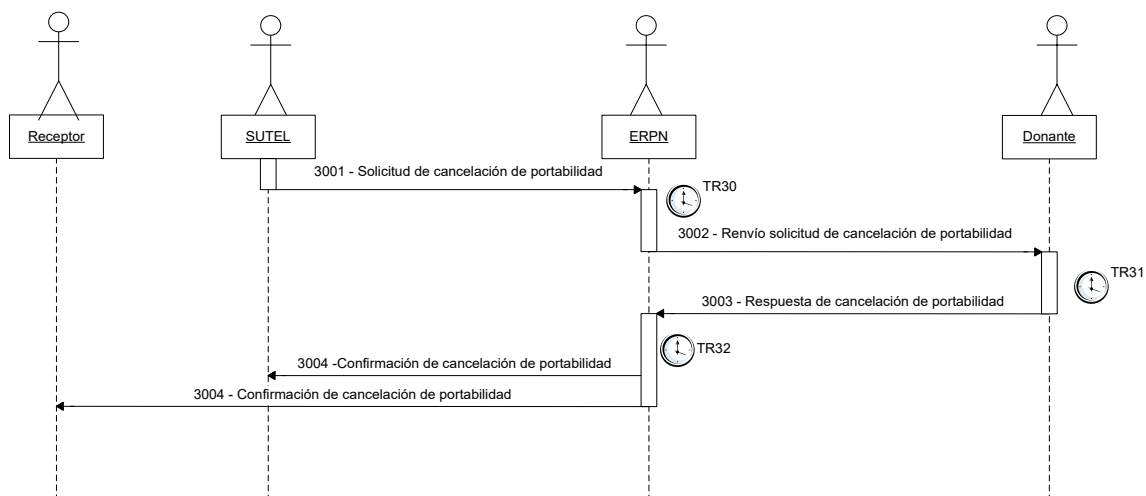 Receptor
SUTEL
ERPN
Donante
3001 - Solicitud de cancelación de portabilidad
TR30
3002 - Renvío solicitud de cancelación de portabilidad
TR31
3003 - Respuesta de cancelación de portabilidad
TR32
3004 -Confirmación de cancelación de portabilidad
3004 - Confirmación de cancelación de portabilidad